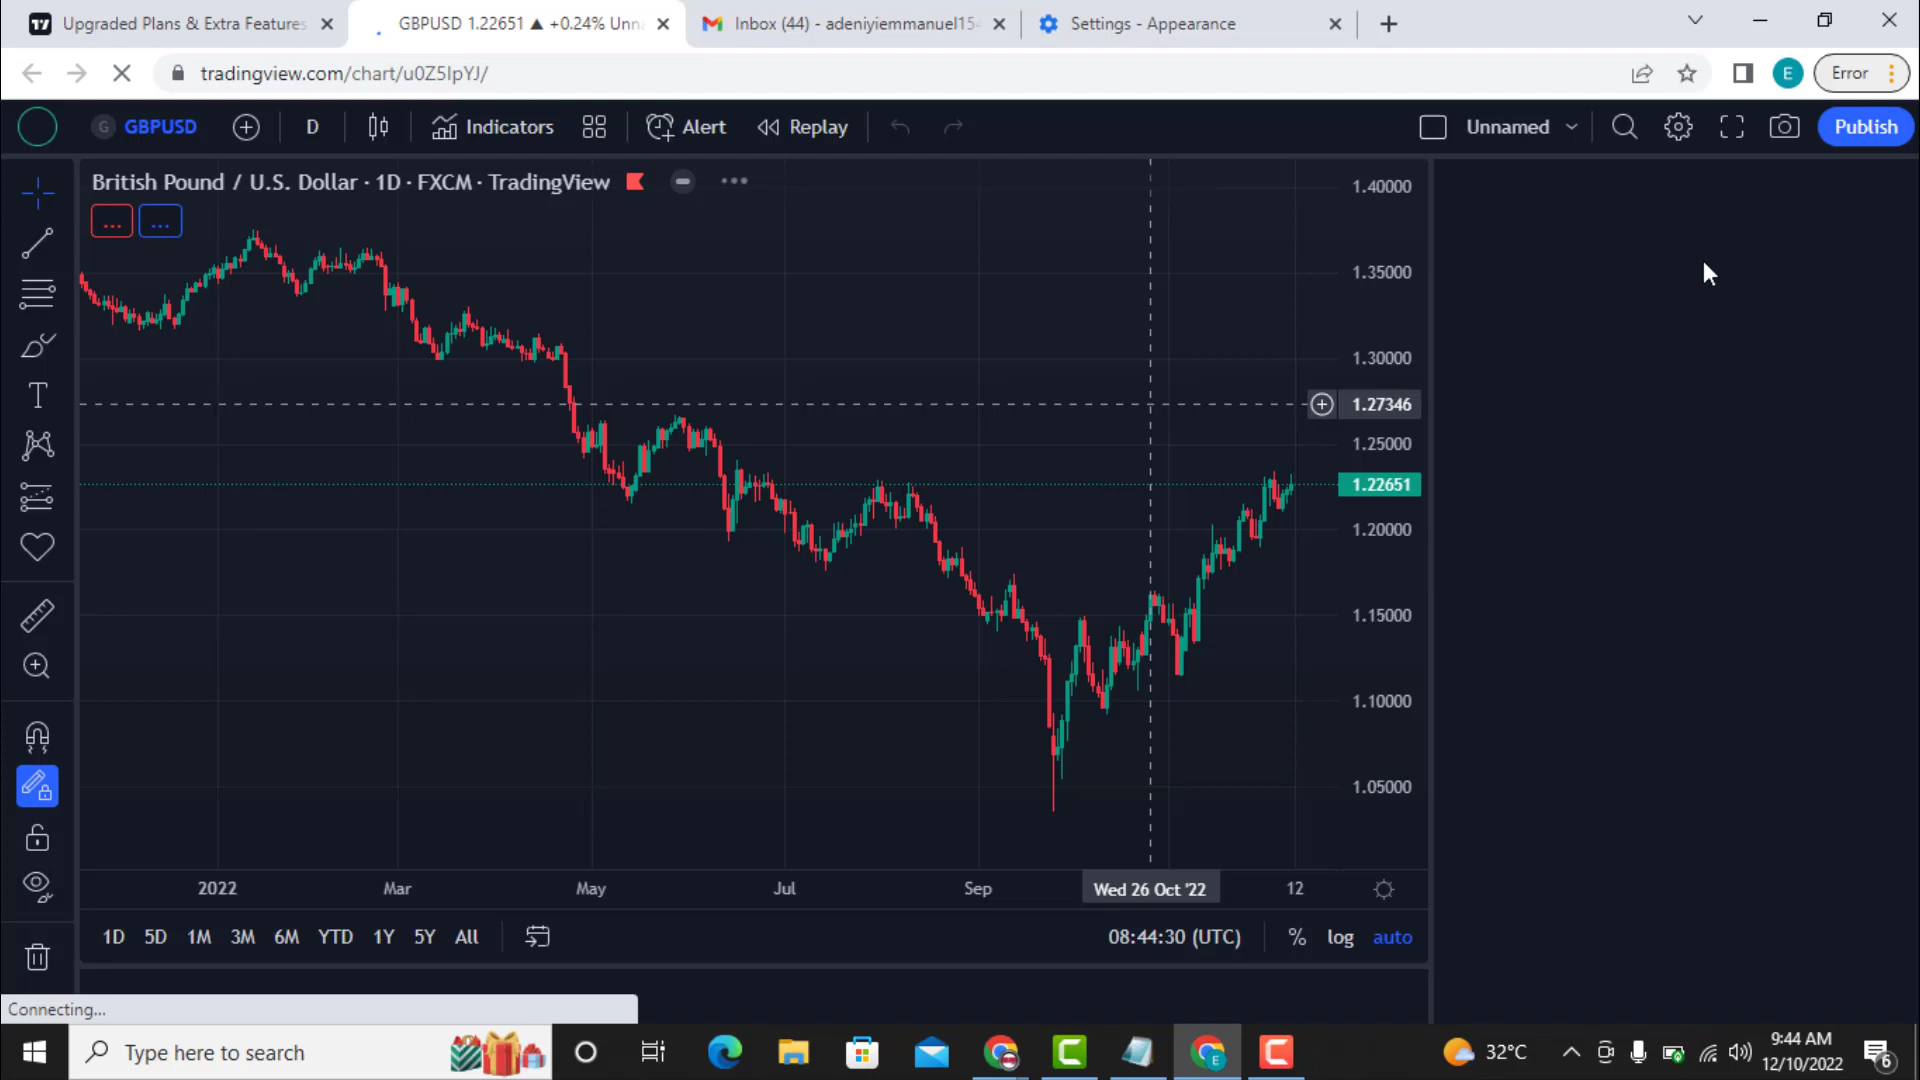 Upgraded Plans & Extra Features
GBPUSD 1.22651 ▲ +0.24% Unna
Inbox (44) - adeniyiemmanuel154
Settings - Appearance
tradingview.com/chart/u0Z5IpYJ/
E
Error
G GBPUSD
D
Indicators
Alert
Replay
Unnamed
Publish
British Pound / U.S. Dollar · 1D · FXCM · TradingView
...
...
1.40000
1.35000
1.30000
1.27346
1.25000
1.22651
1.20000
1.15000
1.10000
1.05000
2022
Mar
May
Jul
Sep
Wed 26 Oct '22
12
1D
5D
1M
3M
6M
YTD
1Y
5Y
All
08:44:30 (UTC)
%
log
auto
Connecting...
Type here to search
32°C
9:44 AM
12/10/2022
6